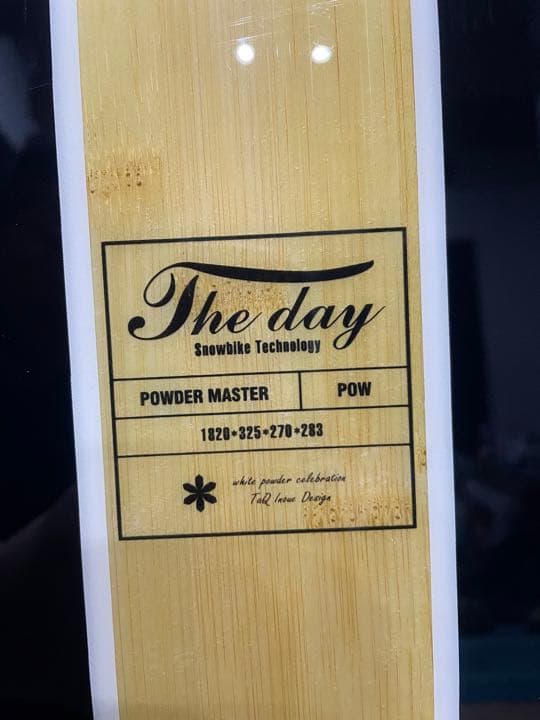 The day
Snowbike Technology
POWDER MASTER POW
1820*325*270*283
white powder celebration
TaQ Inoue Design